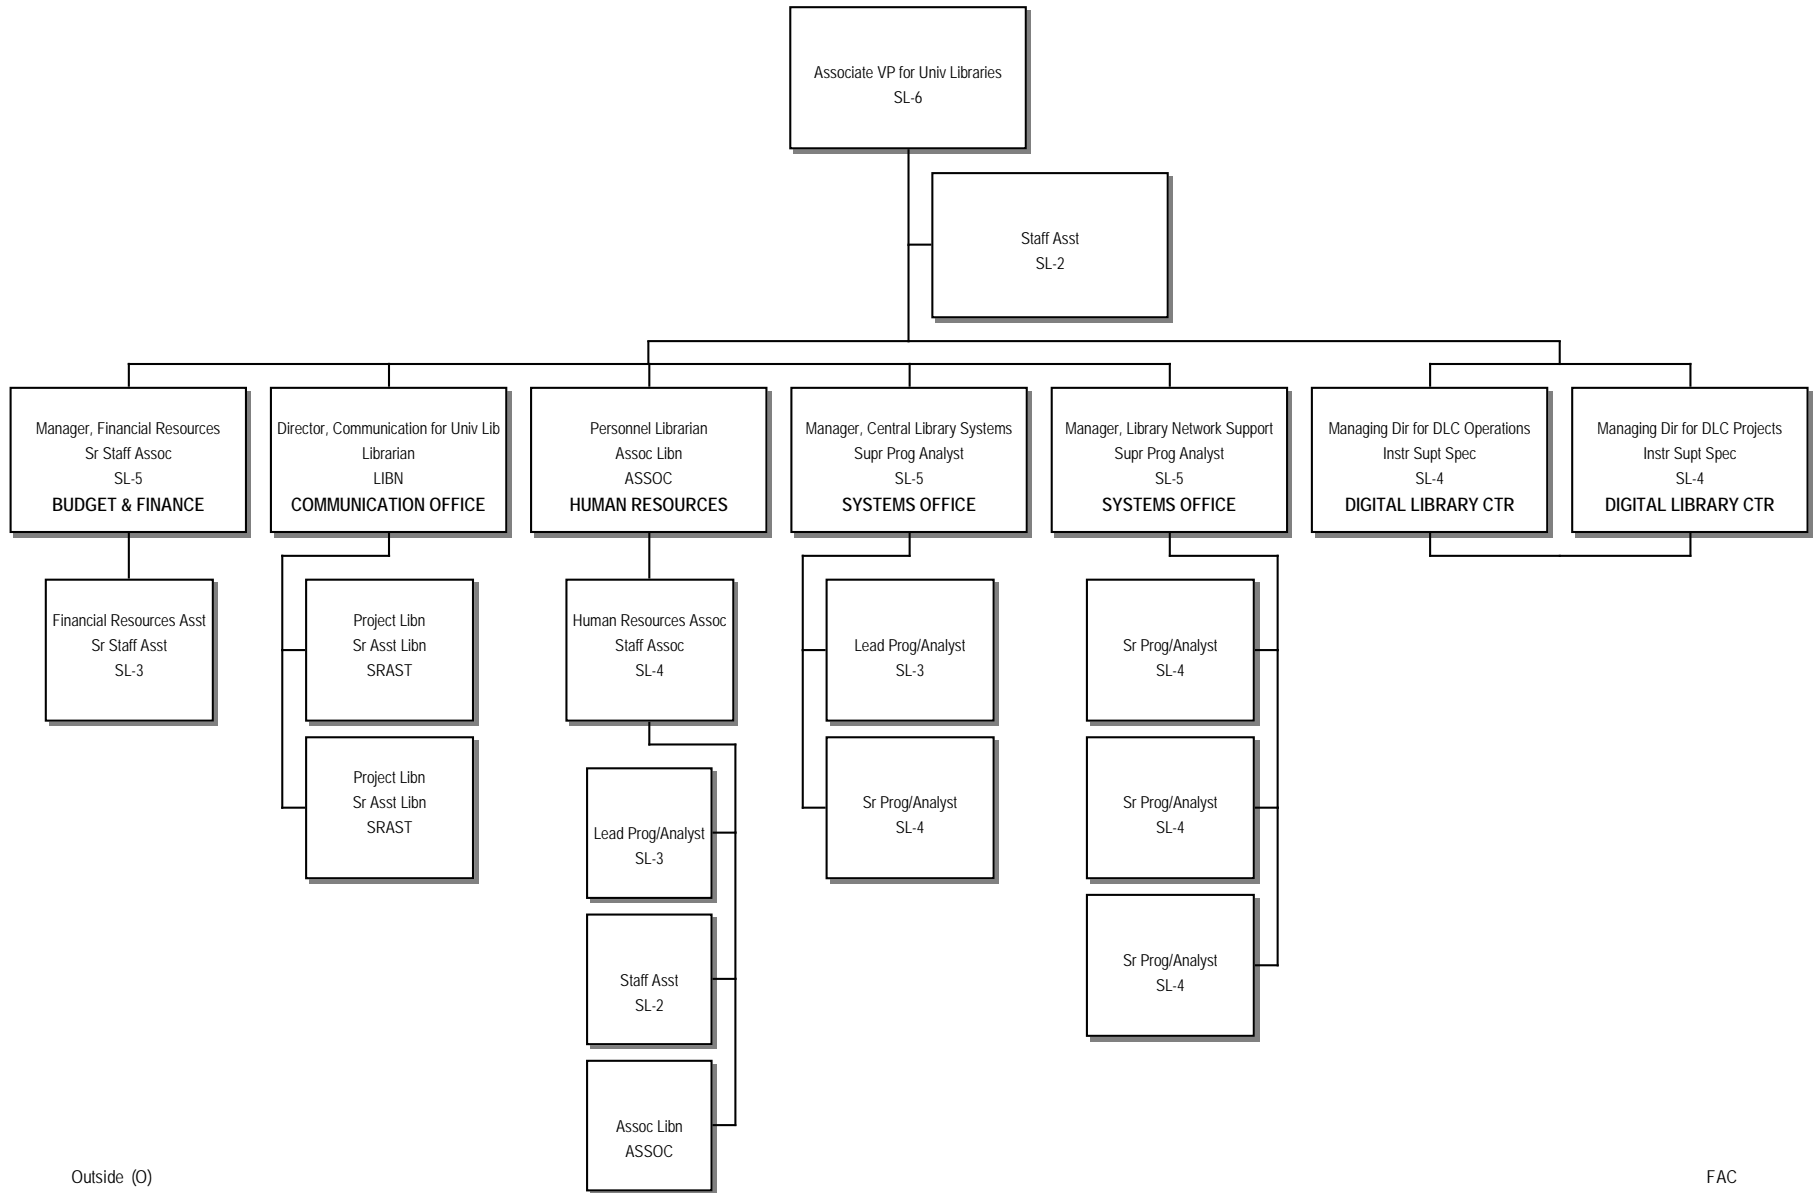 Associate VP for Univ Libraries
SL-6
Staff Asst
SL-2
Manager, Financial Resources
Sr Staff Assoc
SL-5
BUDGET & FINANCE
Director, Communication for Univ Lib
Librarian
LIBN
COMMUNICATION OFFICE
Personnel Librarian
Assoc Libn
ASSOC
HUMAN RESOURCES
Manager, Central Library Systems
Supr Prog Analyst
SL-5
SYSTEMS OFFICE
Manager, Library Network Support
Supr Prog Analyst
SL-5
SYSTEMS OFFICE
Managing Dir for DLC Operations
Instr Supt Spec
SL-4
DIGITAL LIBRARY CTR
Managing Dir for DLC Projects
Instr Supt Spec
SL-4
DIGITAL LIBRARY CTR
Financial Resources Asst
Sr Staff Asst
SL-3
Project Libn
Sr Asst Libn
SRAST
Project Libn
Sr Asst Libn
SRAST
Human Resources Assoc
Staff Assoc
SL-4
Lead Prog/Analyst
SL-3
Staff Asst
SL-2
Assoc Libn
ASSOC
Lead Prog/Analyst
SL-3
Sr Prog/Analyst
SL-4
Sr Prog/Analyst
SL-4
Sr Prog/Analyst
SL-4
Sr Prog/Analyst
SL-4
Outside (O)
FAC